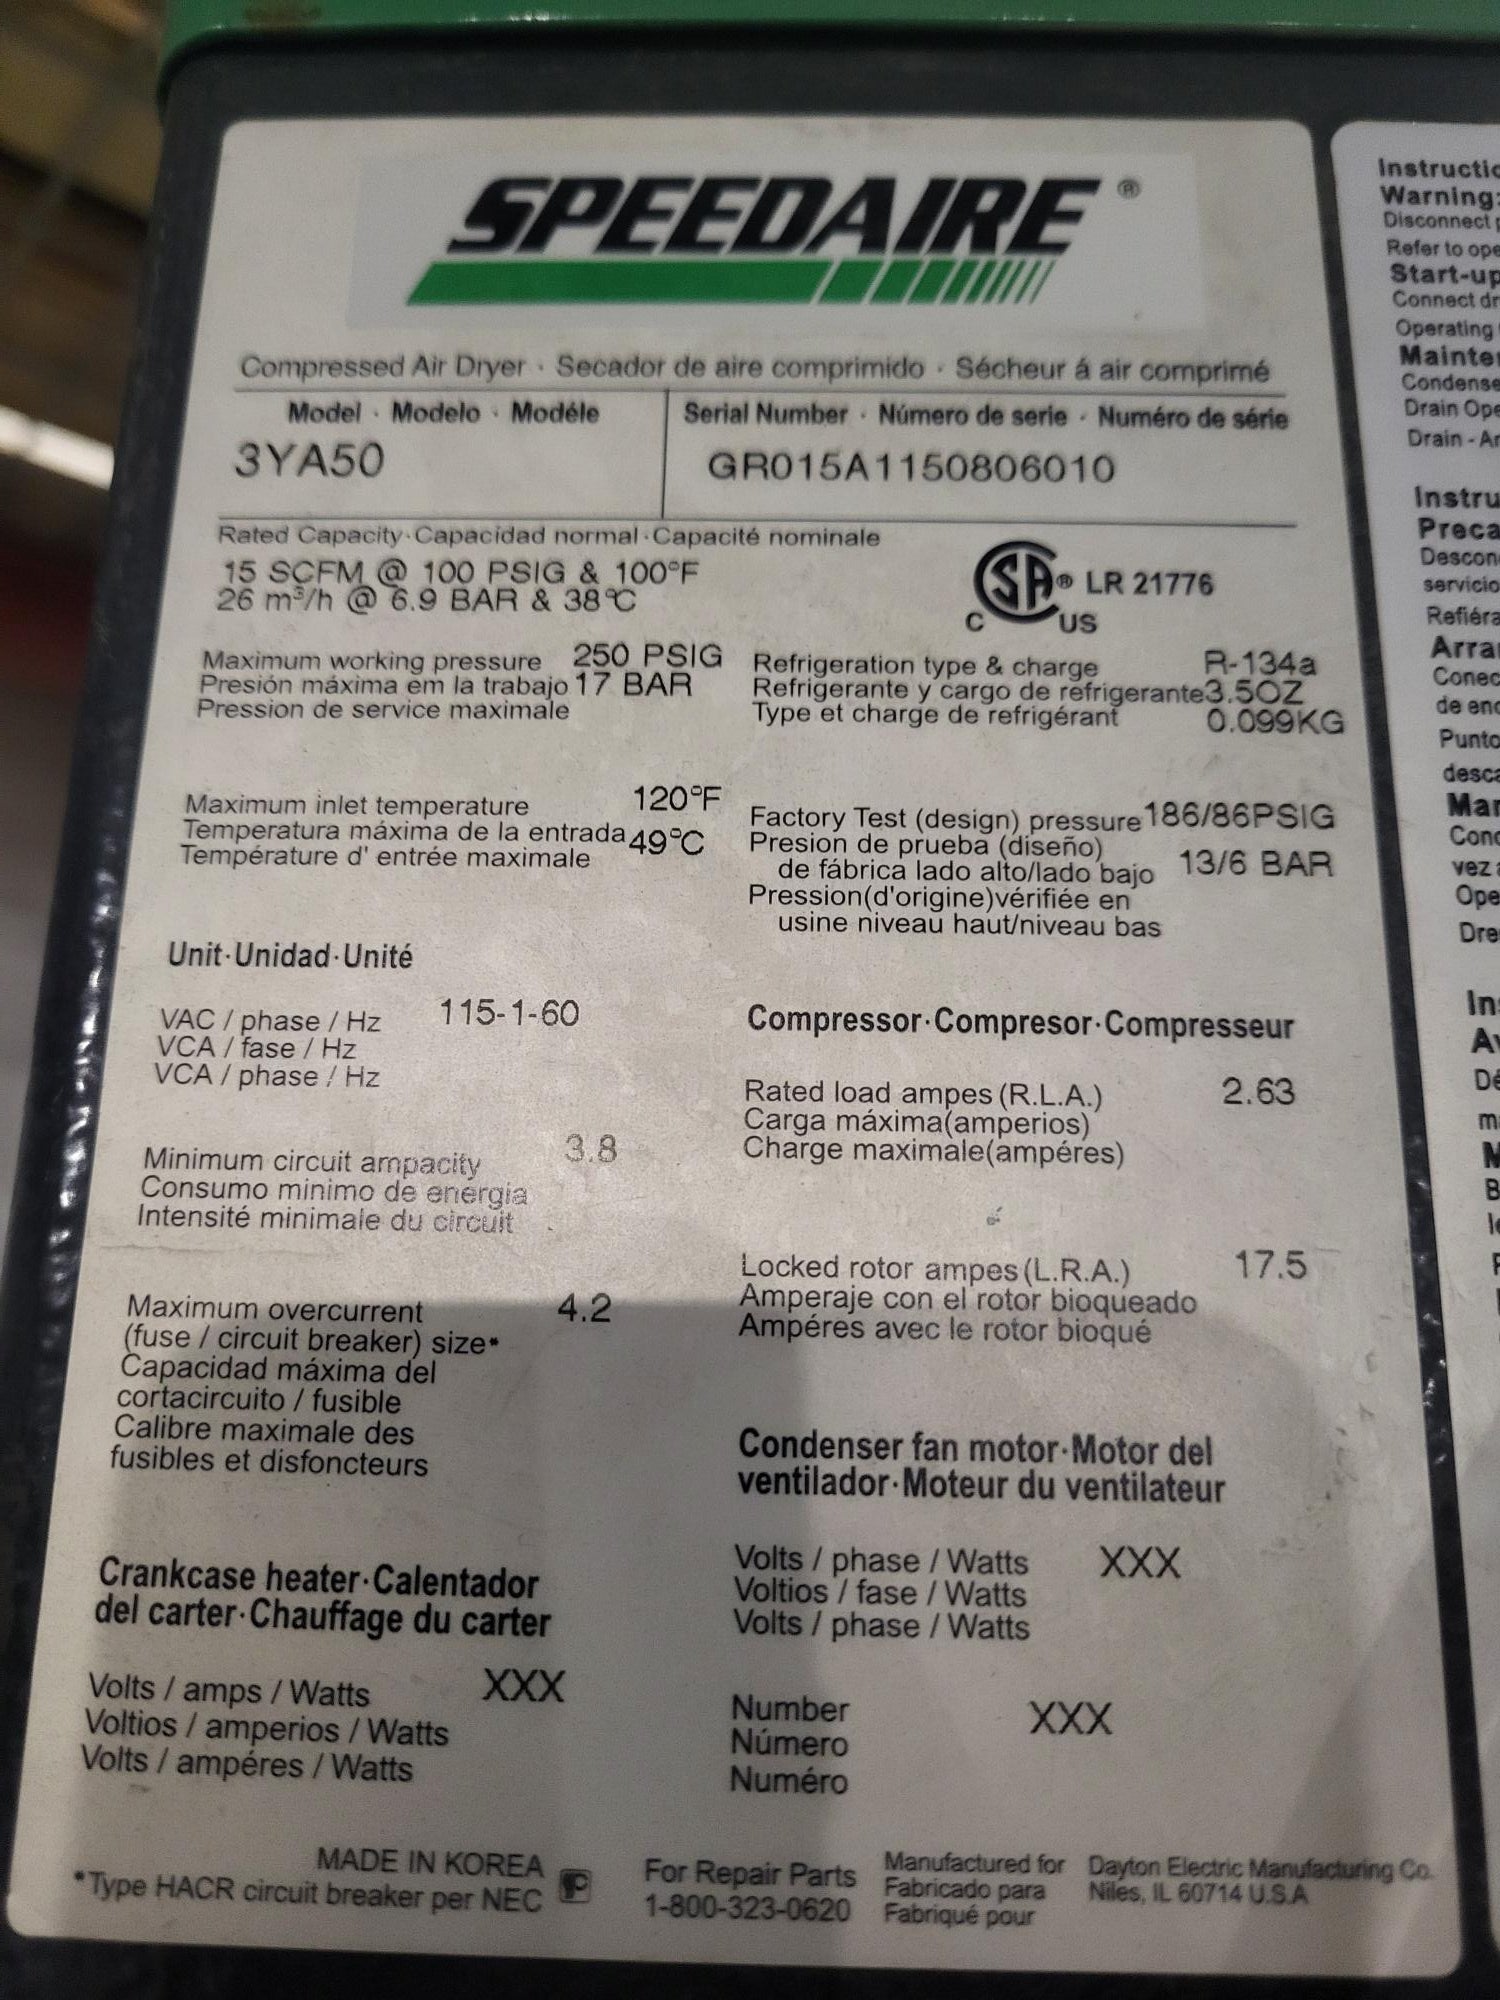 SPEEDAIRE®
Compressed Air Dryer · Secador de aire comprimido · Sécheur á air comprimé
Model · Modelo · Modéle
3YA50
Serial Number · Número de serie · Numéro de série
GR015A1150806010
Rated Capacity·Capacidad normal·Capacité nominale
15 SCFM @ 100 PSIG & 100°F
26 m³/h @ 6.9 BAR & 38°C
SA® LR 21776
C US
Maximum working pressure 250 PSIG
Presión máxima em la trabajo 17 BAR
Pression de service maximale
Refrigeration type & charge R-134a
Refrigerante y cargo de refrigerante 3.5OZ
Type et charge de refrigérant 0.099KG
Maximum inlet temperature 120°F
Temperatura máxima de la entrada 49°C
Température d' entrée maximale
Factory Test (design) pressure 186/86PSIG
Presion de prueba (diseño)
de fábrica lado alto/lado bajo 13/6 BAR
Pression(d'origine)vérifiée en
usine niveau haut/niveau bas
Unit·Unidad·Unité
VAC / phase / Hz 115-1-60
VCA / fase / Hz
VCA / phase / Hz
Minimum circuit ampacity 3.8
Consumo minimo de energia
Intensité minimale du circuit
Maximum overcurrent 4.2
(fuse / circuit breaker) size*
Capacidad máxima del
cortacircuito / fusible
Calibre maximale des
fusibles et disfoncteurs
Compressor·Compresor·Compresseur
Rated load ampes (R.L.A.) 2.63
Carga máxima(amperios)
Charge maximale(ampéres)
Locked rotor ampes (L.R.A.) 17.5
Amperaje con el rotor bioqueado
Ampéres avec le rotor bioqué
Condenser fan motor·Motor del
ventilador·Moteur du ventilateur
Volts / phase / Watts XXX
Voltios / fase / Watts
Volts / phase / Watts
Number XXX
Número
Numéro
Crankcase heater·Calentador
del carter·Chauffage du carter
Volts / amps / Watts XXX
Voltios / amperios / Watts
Volts / ampéres / Watts
MADE IN KOREA
*Type HACR circuit breaker per NEC
For Repair Parts
1-800-323-0620
Manufactured for
Fabricado para
Fabriqué pour
Dayton Electric Manufacturing Co.
Niles, IL 60714 U.S.A
Warning:
Disconnect
Refer to
Start-up
Connect
Operating
Drain
Drain -